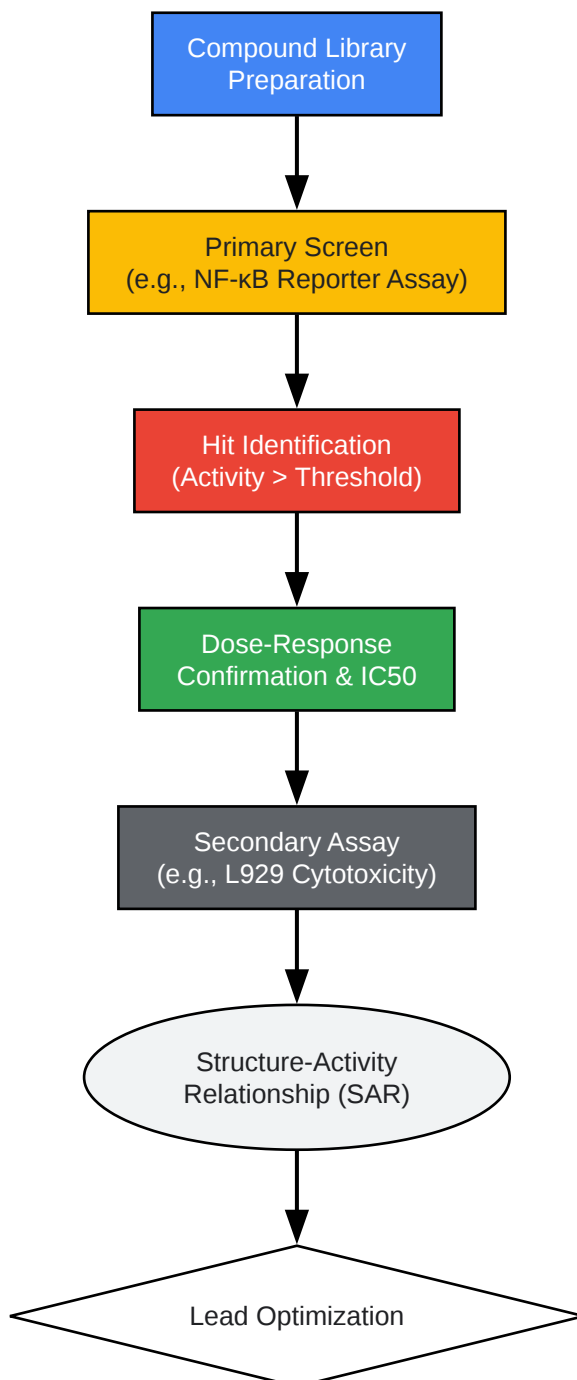 Compound Library
Preparation
Primary Screen
(e.g., NF-κB Reporter Assay)
Hit Identification
(Activity > Threshold)
Dose-Response
Confirmation & IC50
Secondary Assay
(e.g., L929 Cytotoxicity)
Structure-Activity
Relationship (SAR)
Lead Optimization